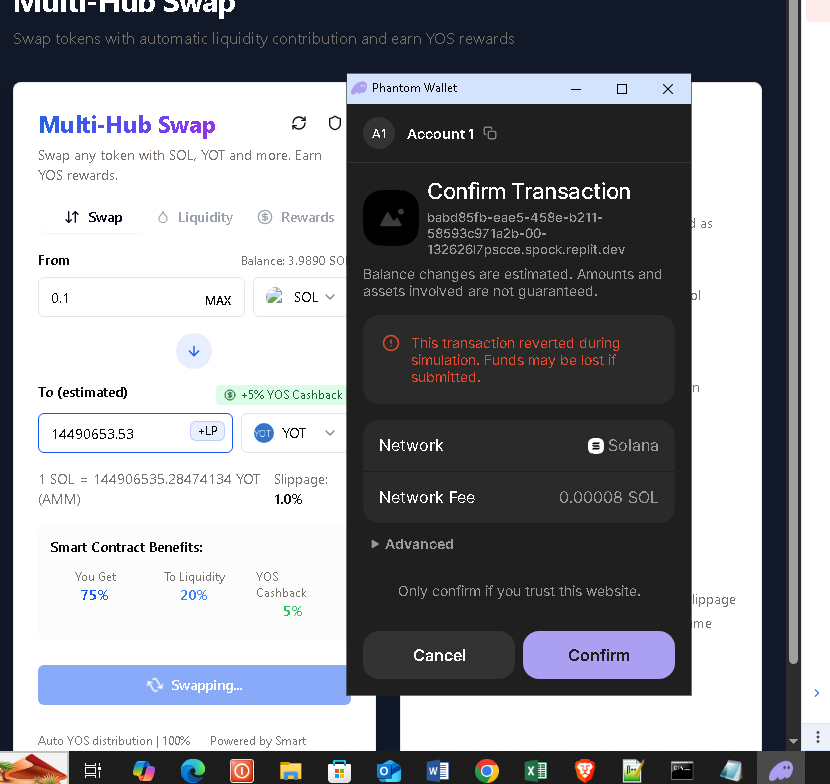 Multi-Hub Swap
Swap tokens with automatic liquidity contribution and earn YOS rewards
Multi-Hub Swap
Swap any token with SOL, YOT and more. Earn
YOS rewards.
Swap
Liquidity
Rewards
From
Balance: 3.9890 SO
0.1
MAX
SOL
To (estimated)
+5% YOS Cashback
14490653.53
+LP
YOT
YOT
1 SOL = 144906535.28474134 YOT
(AMM)
Slippage:
1.0%
Smart Contract Benefits:
You Get
75%
To Liquidity
20%
YOS
Cashback
5%
Swapping...
Auto YOS distribution | 100%
Powered by Smart
Phantom Wallet
A1
Account 1
Confirm Transaction
babd85fb-eae5-458e-b211-
58593c971a2b-00-
132626l7pscce.spock.replit.dev
Balance changes are estimated. Amounts and
assets involved are not guaranteed.
This transaction reverted during
simulation. Funds may be lost if
submitted.
Network
Solana
Network Fee
0.00008 SOL
Advanced
Only confirm if you trust this website.
Cancel
Confirm
d as
ol
n
lippage
me